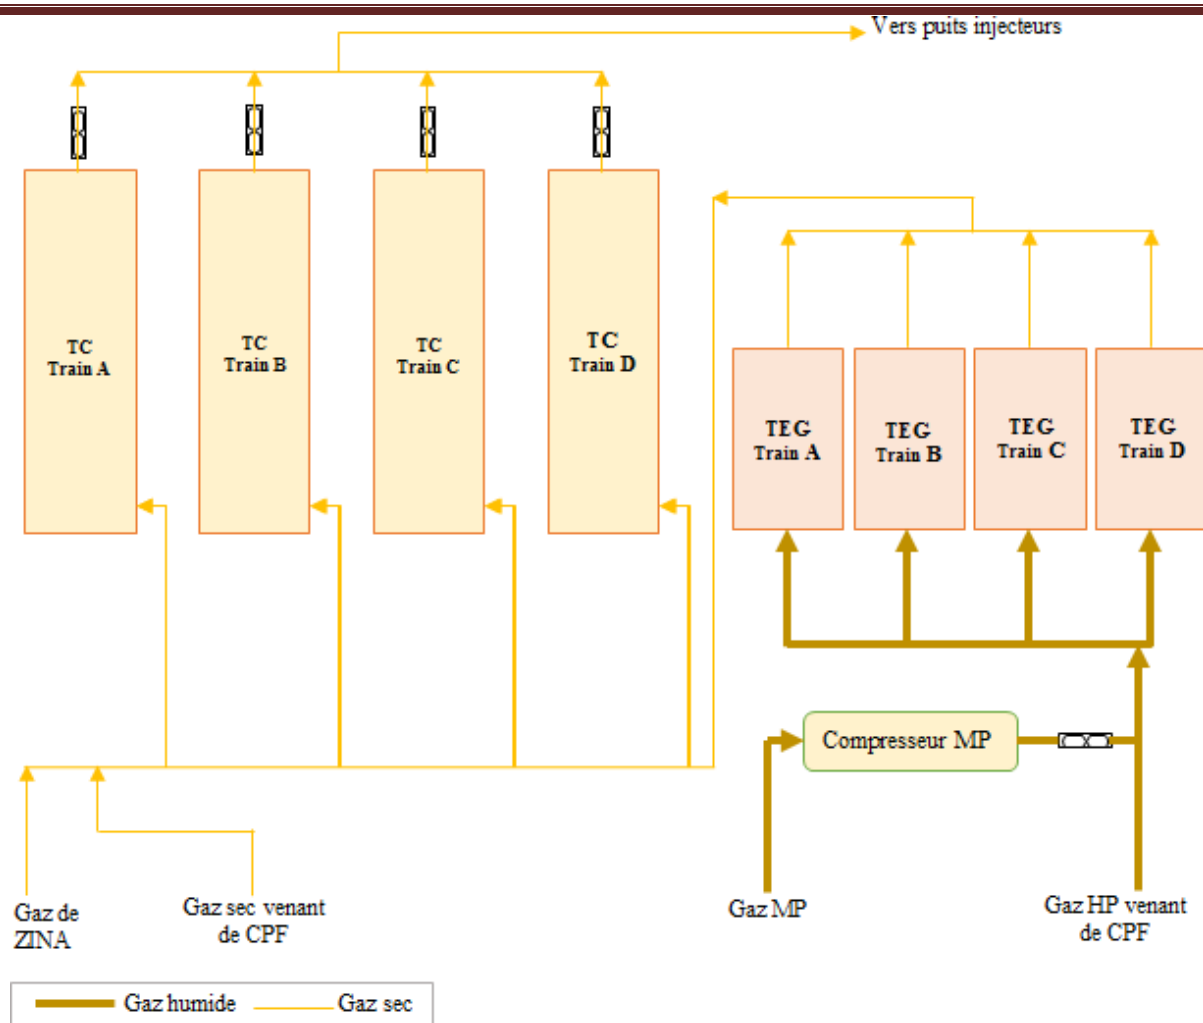 Vers puits injecteurs
TC
Train A
TC
Train B
TC
Train C
TC
Train D
TEG
Train A
TEG
Train B
TEG
Train C
TEG
Train D
Compresseur MP
Gaz de
ZINA
Gaz sec venant
de CPF
Gaz MP
Gaz HP venant
de CPF
Gaz humide
Gaz sec